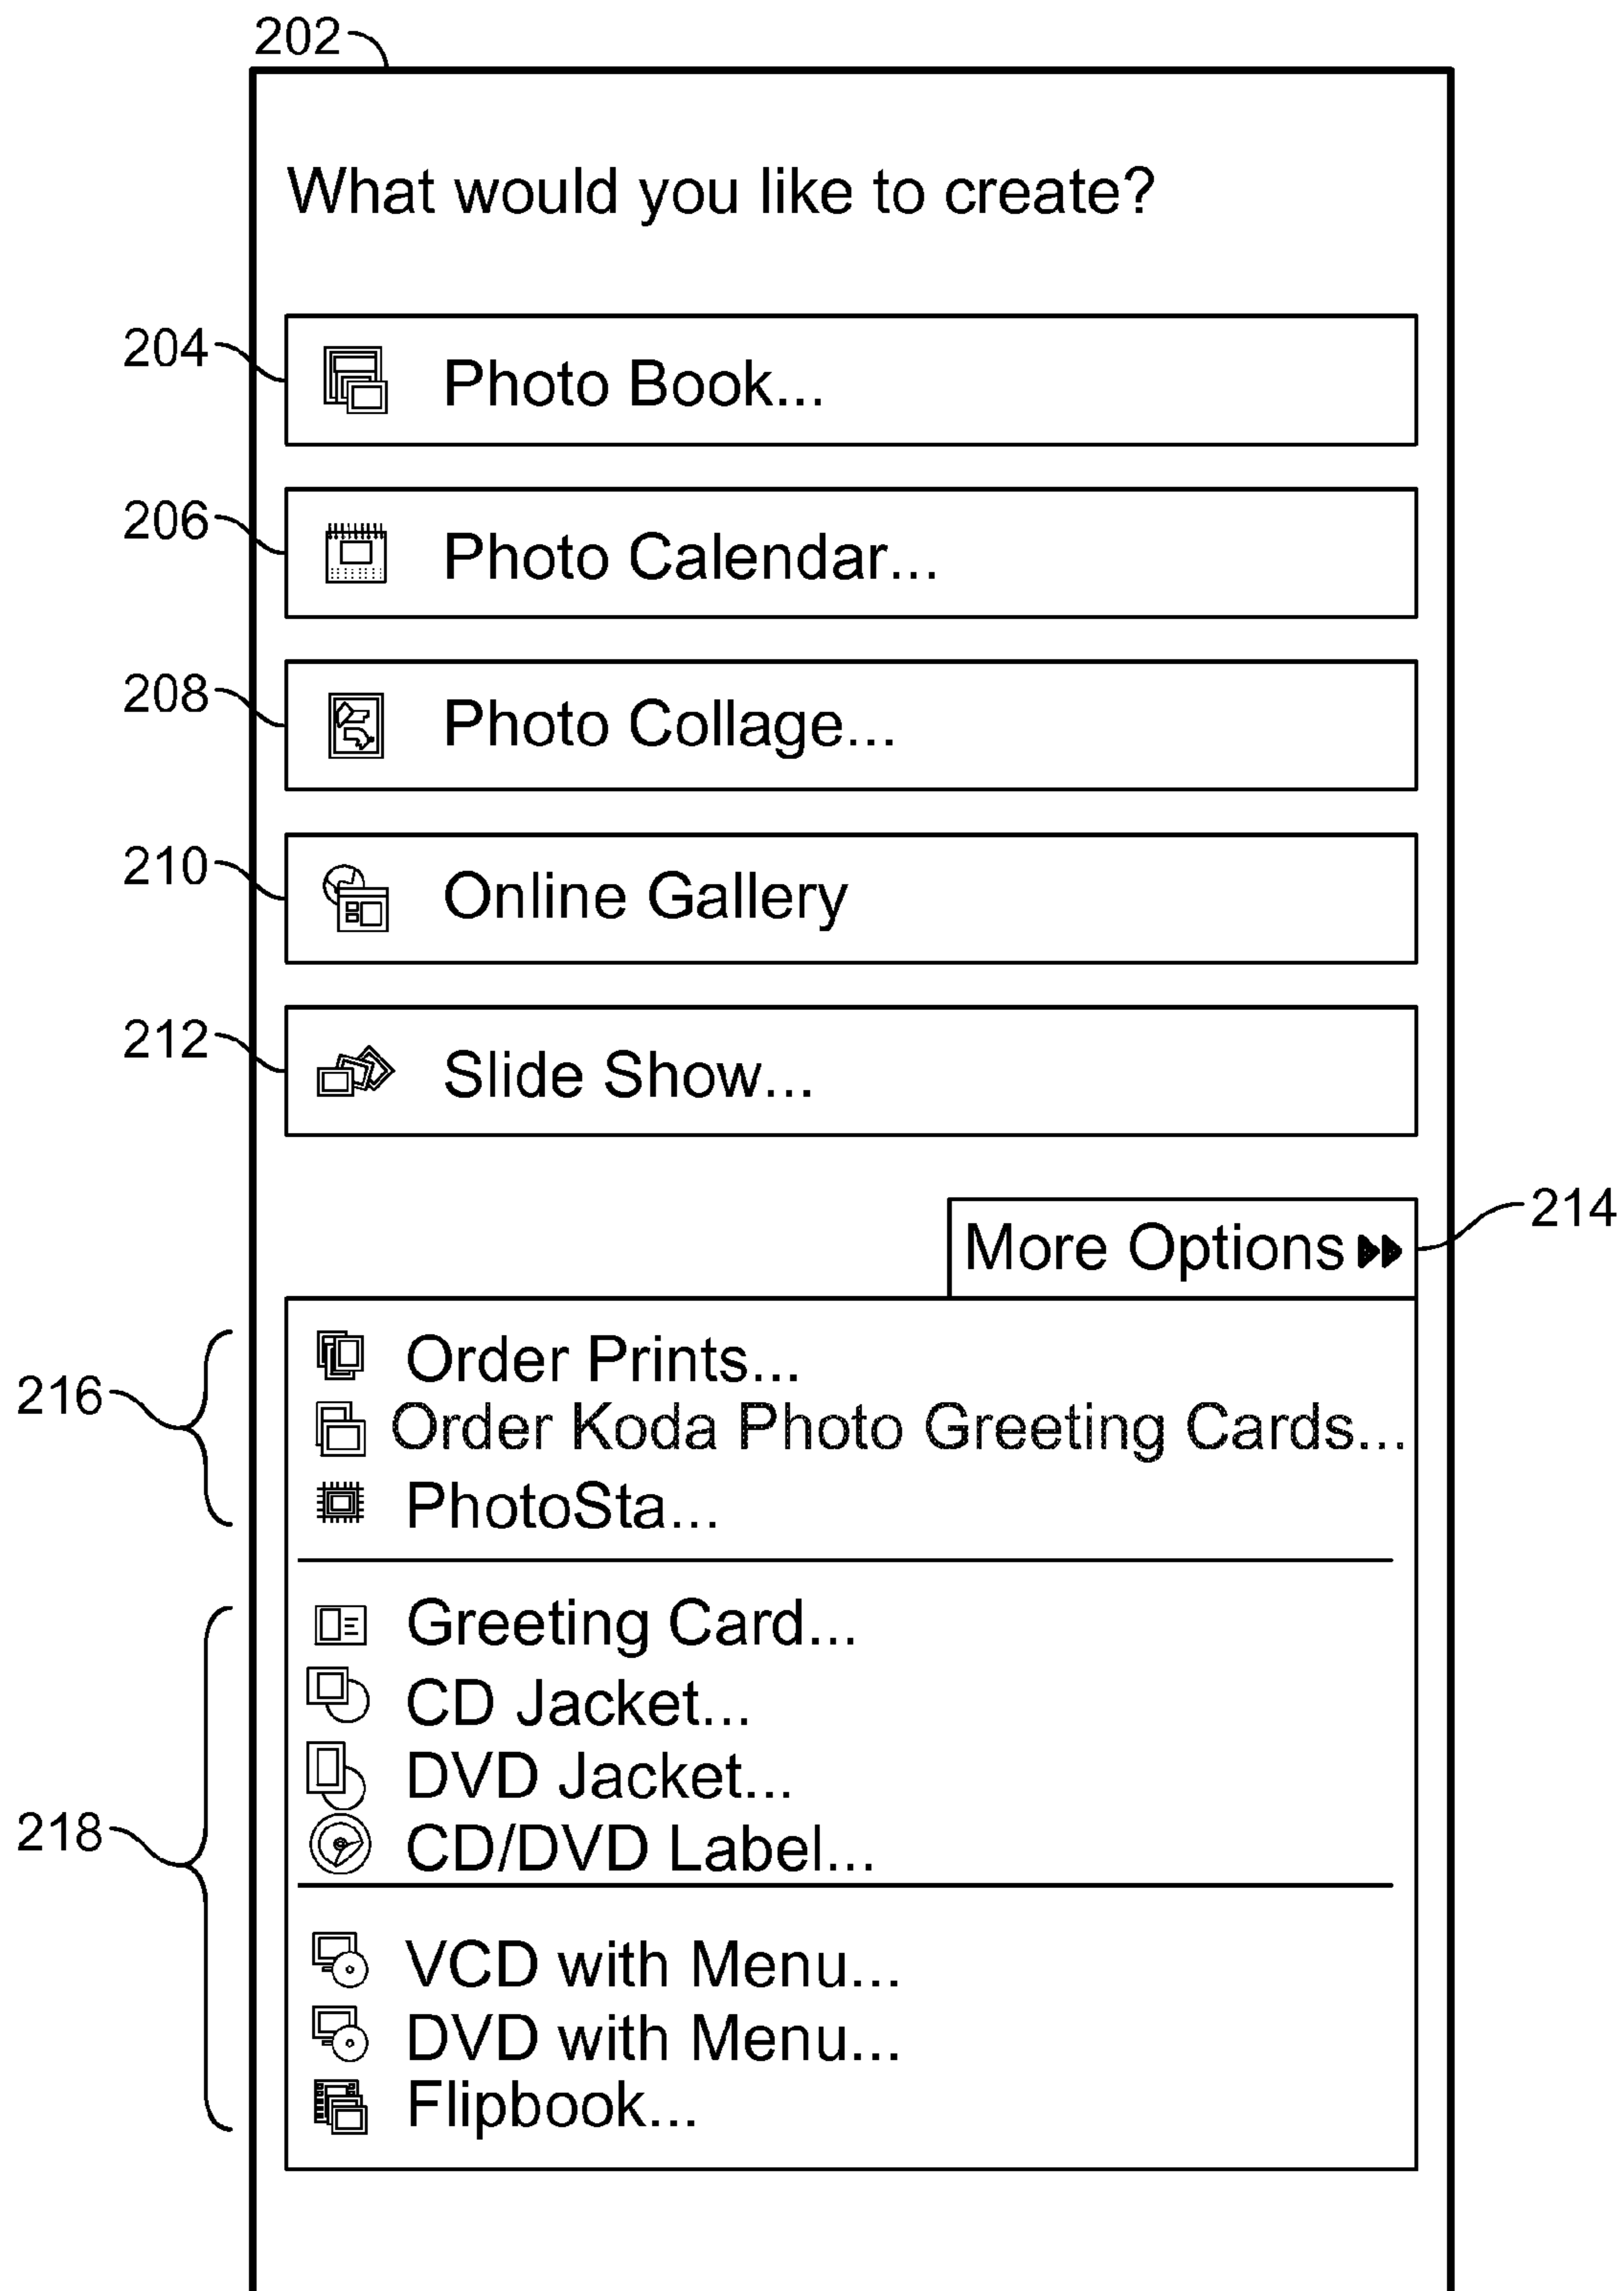 202
What would you like to create?
204 Photo Book...
206 Photo Calendar...
208 Photo Collage...
210 Online Gallery
212 Slide Show...
More Options 214
Order Prints...
216 Order Koda Photo Greeting Cards...
PhotoSta...
Greeting Card...
CD Jacket...
DVD Jacket...
218 CD/DVD Label...
VCD with Menu...
DVD with Menu...
Flipbook...